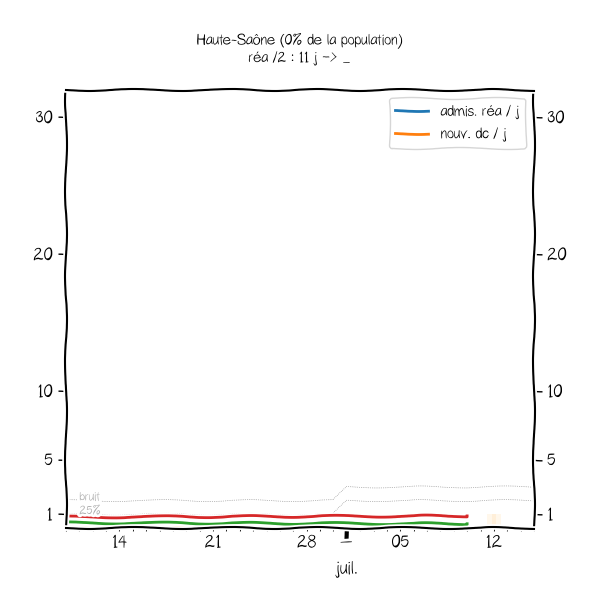 Haute-Saône (0% de la population)
réa /2 : 11 j -> _
admis. réa / j
nouv. dc / j
30 30
20 20
10 10
5 5
bruit
25%
1 1
14 21 28 05 12
juil.